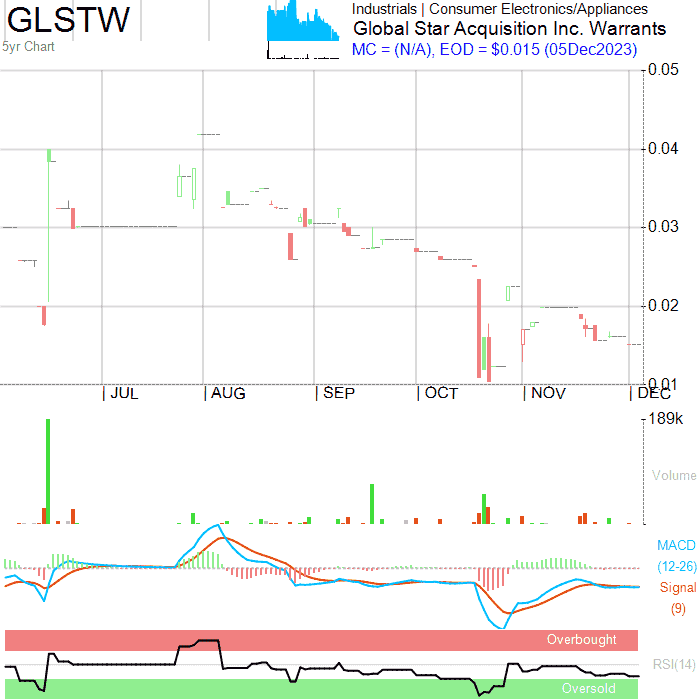 GLSTW
5yr Chart
Industrials | Consumer Electronics/Appliances
Global Star Acquisition Inc. Warrants
MC = (N/A), EOD = $0.015 (05Dec2023)
0.05
0.04
0.03
0.02
0.01
| JUL | AUG | SEP | OCT | NOV | DEC
189k
Volume
MACD
(12-26)
Signal
(9)
Overbought
RSI(14)
Oversold